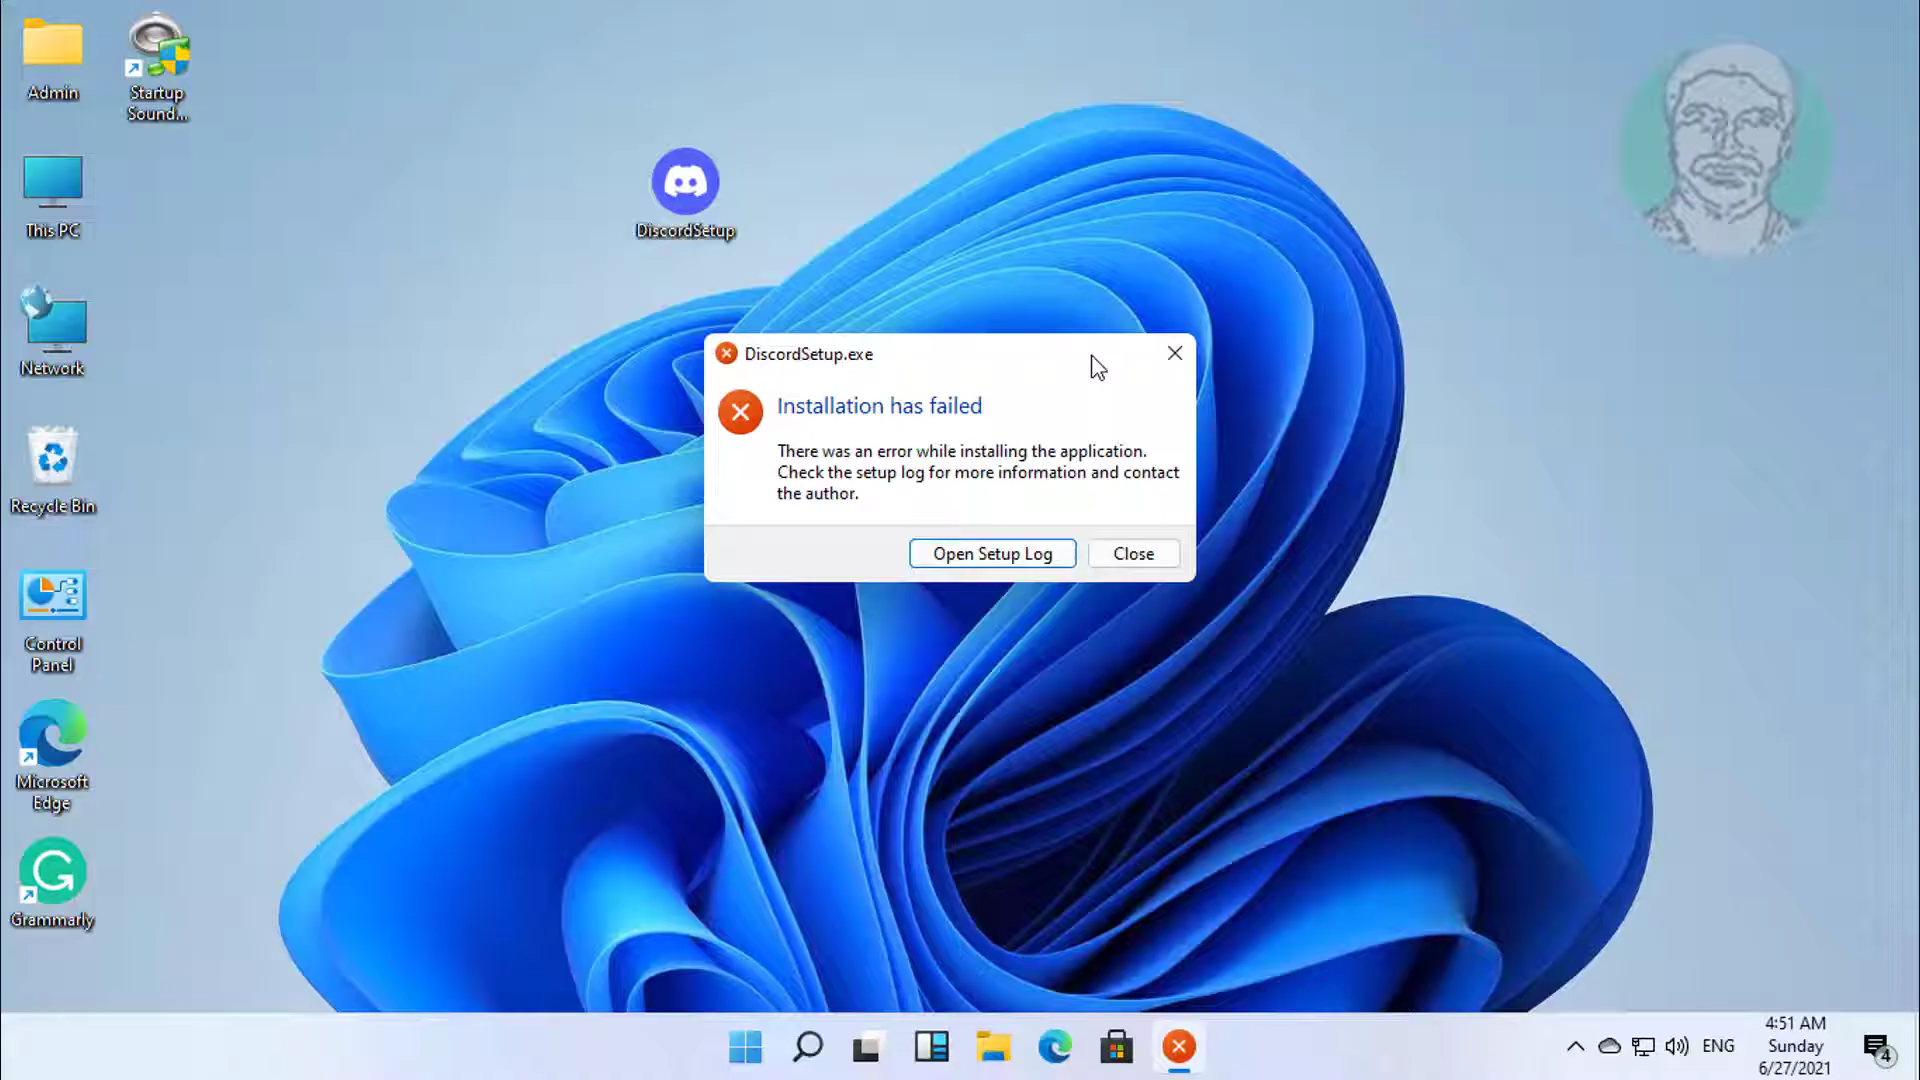 Admin
Startup
Sound...
This PC
Network
Recycle Bin
Control
Panel
Microsoft
Edge
Grammarly
DiscordSetup
DiscordSetup.exe
Installation has failed
There was an error while installing the application.
Check the setup log for more information and contact
the author.
Open Setup Log
Close
ENG
4:51 AM
Sunday
6/27/2021
4